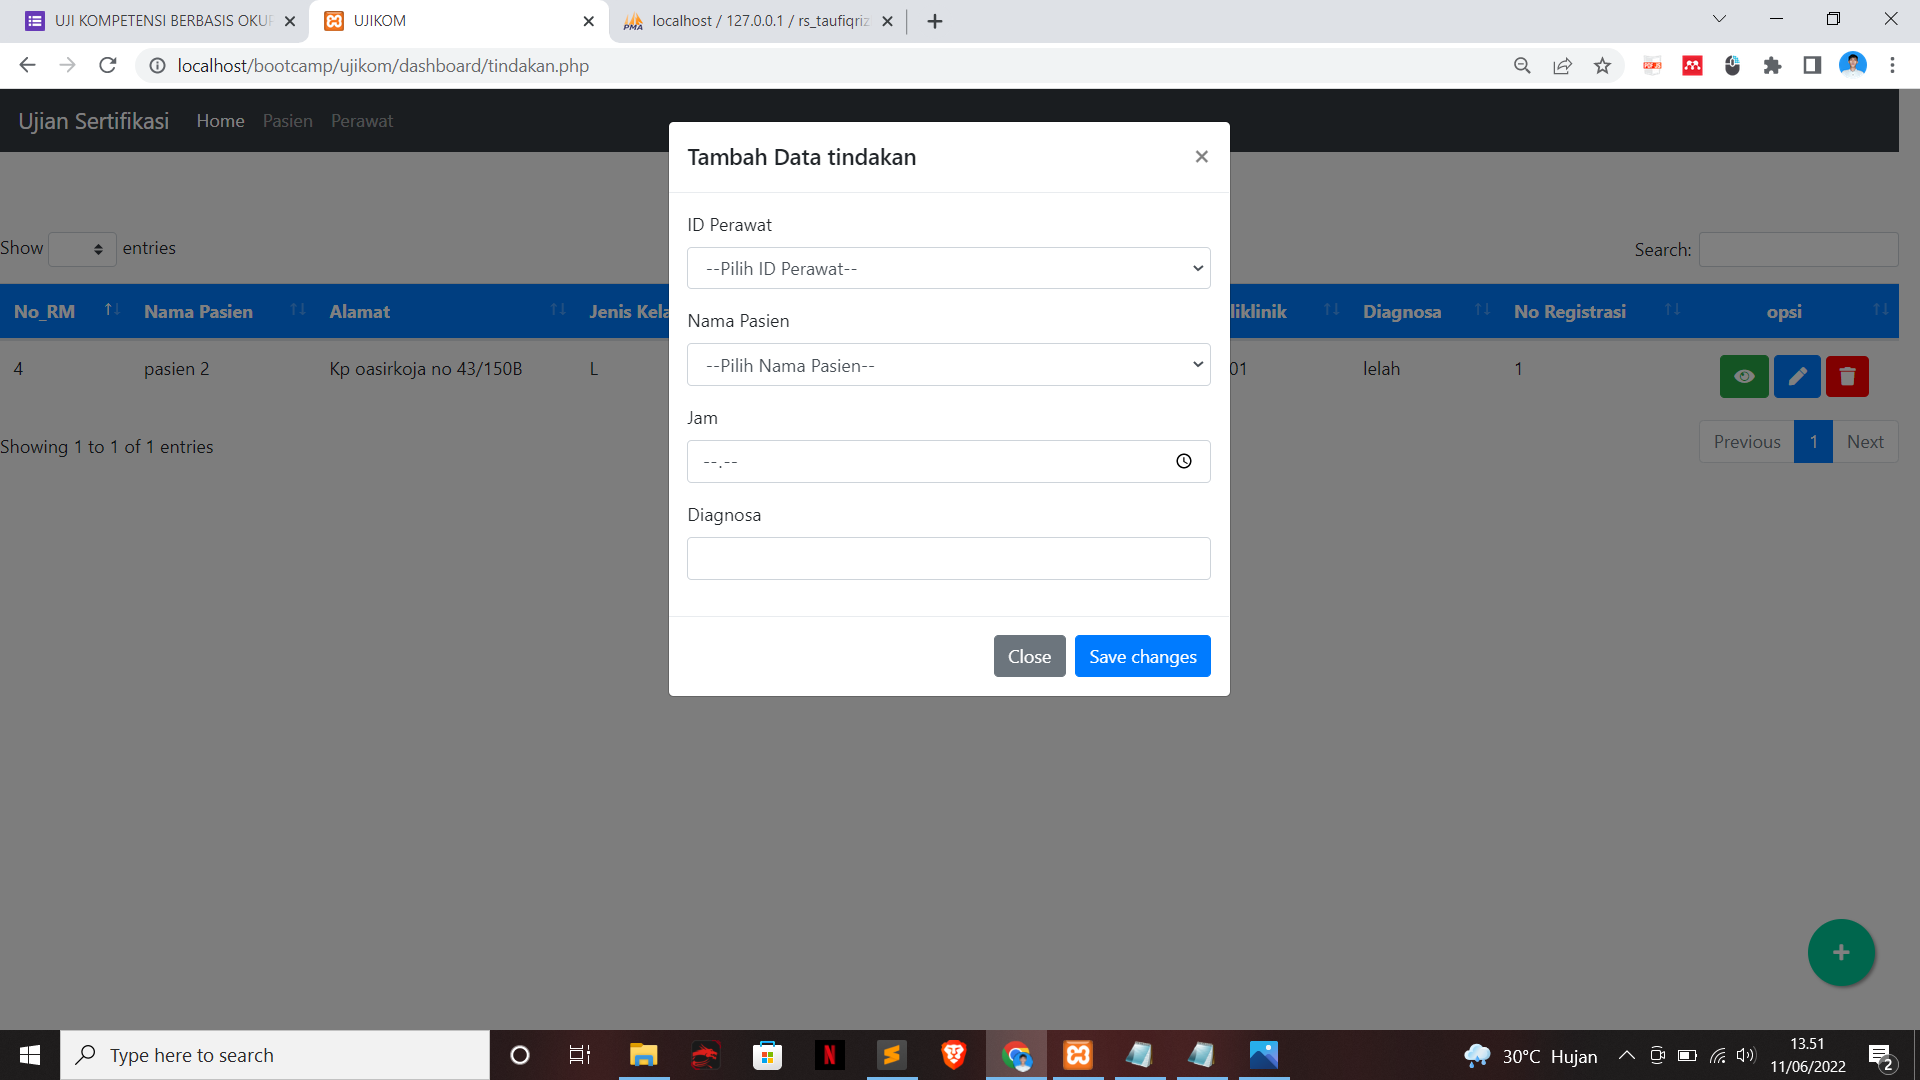 UJI KOMPETENSI BERBASIS OKUP
UJIKOM
localhost / 127.0.0.1 / rs_taufiqriz
localhost/bootcamp/ujikom/dashboard/tindakan.php
Ujian Sertifikasi Home Pasien Perawat
Tambah Data tindakan
ID Perawat
--Pilih ID Perawat--
Nama Pasien
--Pilih Nama Pasien--
Jam
--.--
Diagnosa
Close Save changes
Show entries
Search:
No_RM Nama Pasien Alamat Jenis Kela liklinik Diagnosa No Registrasi opsi
4 pasien 2 Kp oasirkoja no 43/150B L 01 lelah 1
Showing 1 to 1 of 1 entries
Previous 1 Next
Type here to search
30°C Hujan
13.51
11/06/2022
2